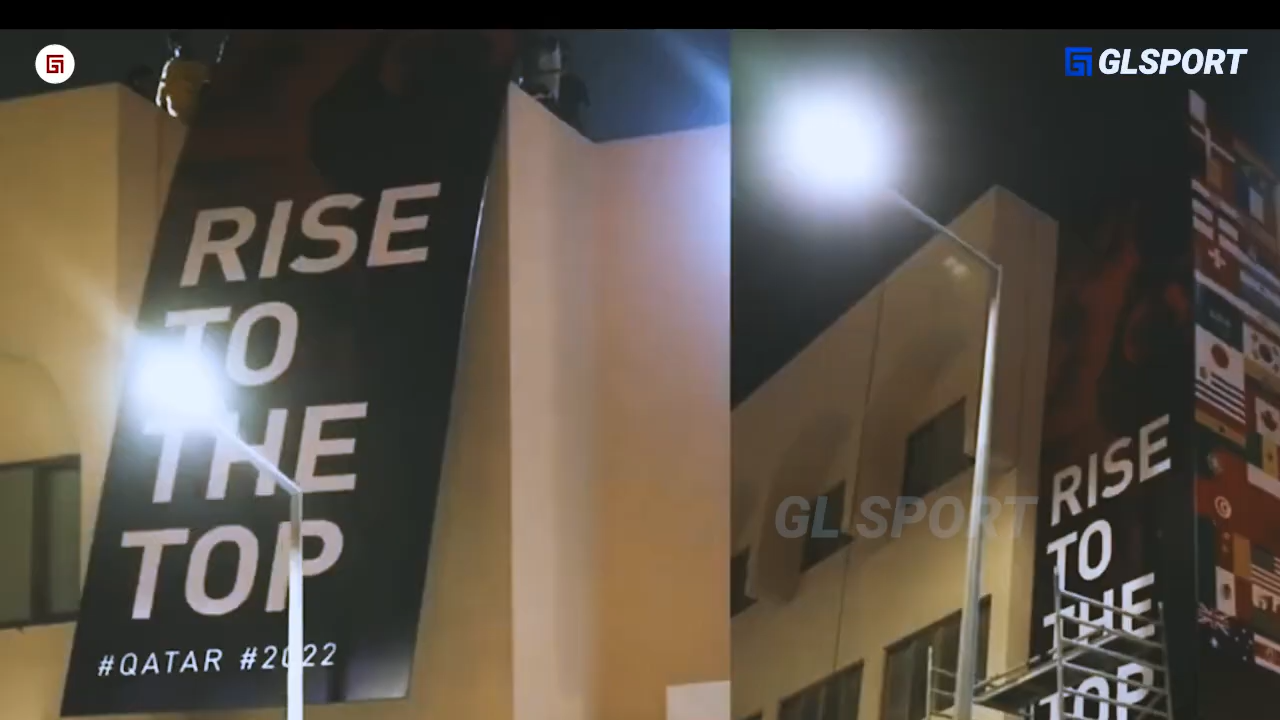 GLSPORT
RISE
TO
THE
TOP
#QATAR #2022
RISE
TO
THE
TOP
GL SPORT